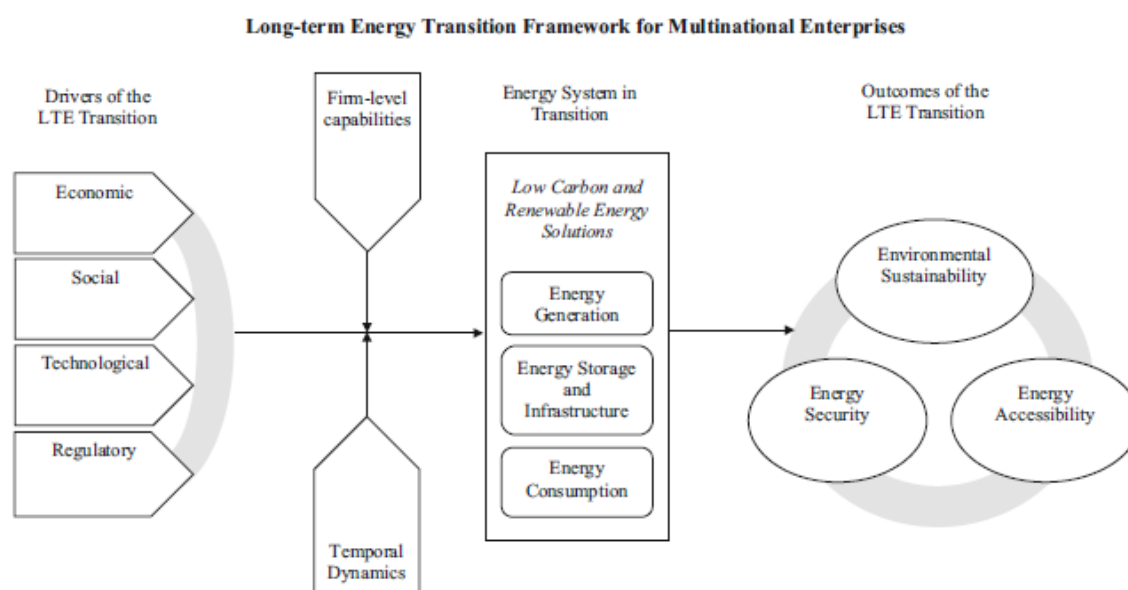 Long-term Energy Transition Framework for Multinational Enterprises
Drivers of the
LTE Transition
Economic
Social
Technological
Regulatory
Firm-level
capabilities
Temporal
Dynamics
Energy System in
Transition
Low Carbon and
Renewable Energy
Solutions
Energy
Generation
Energy Storage
and
Infrastructure
Energy
Consumption
Outcomes of the
LTE Transition
Environmental
Sustainability
Energy
Security
Energy
Accessibility